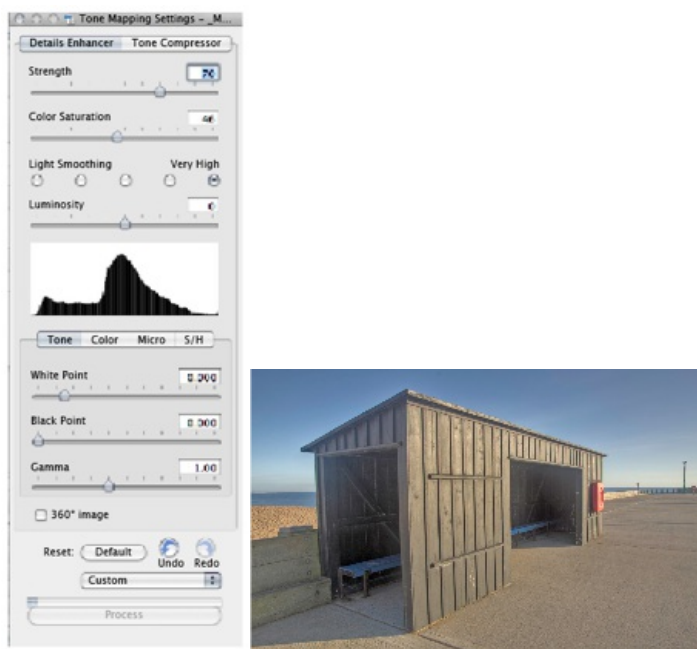 Tone Mapping Settings – _M...
Details Enhancer Tone Compressor
Strength 70
Color Saturation 46
Light Smoothing Very High
Luminosity 0
Tone Color Micro S/H
White Point 0.000
Black Point 0.000
Gamma 1.00
360° image
Reset: Default Undo Redo
Custom
Process